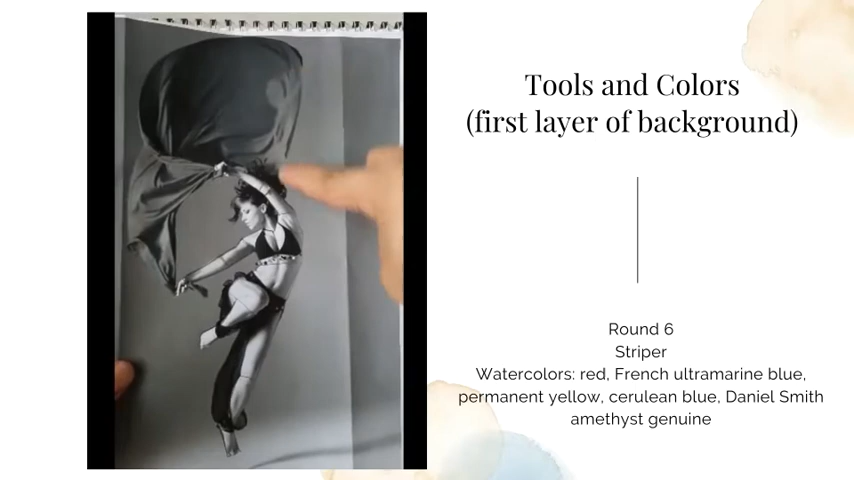 Tools and Colors
(first layer of background)
Round 6
Striper
Watercolors: red, French ultramarine blue,
permanent yellow, cerulean blue, Daniel Smith
amethyst genuine